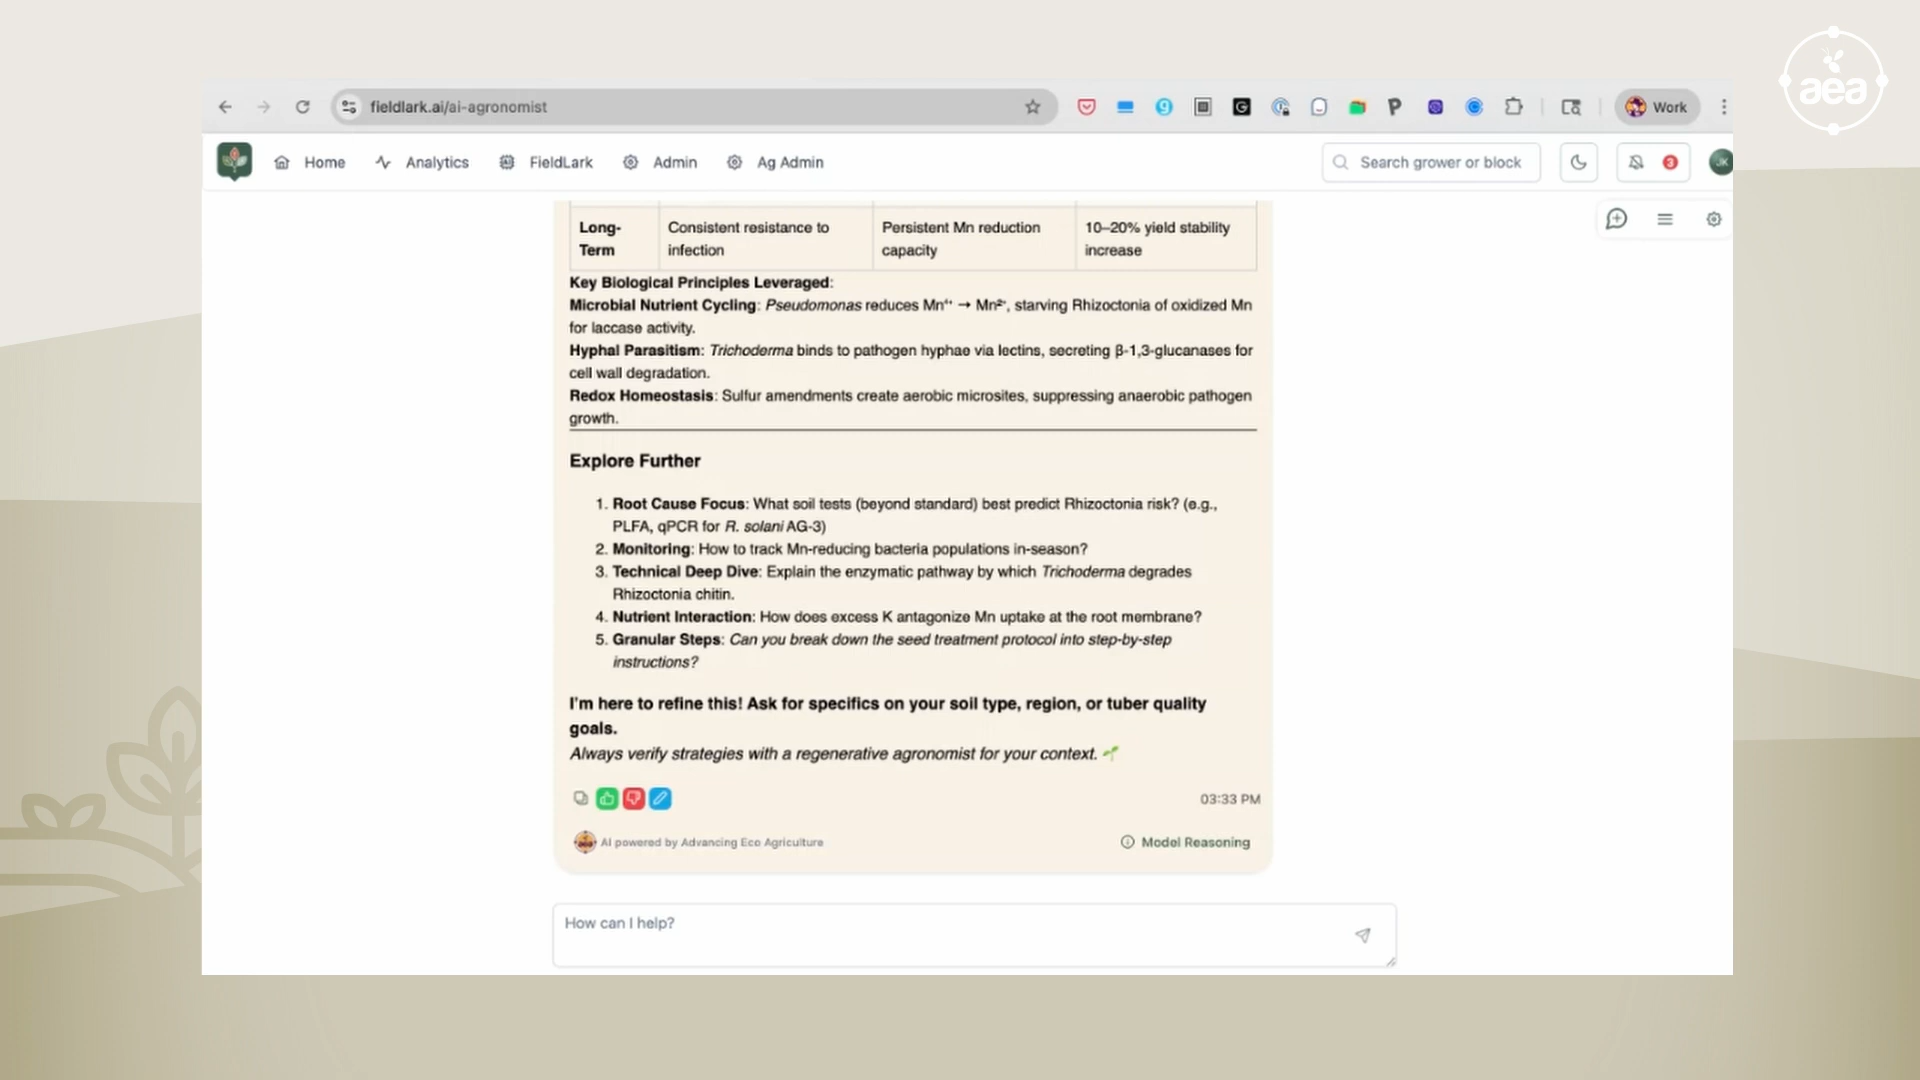 aea
fieldlark.ai/ai-agronomist
Work
Home
Analytics
FieldLark
Admin
Ag Admin
Search grower or block
3
JK
Long-Term
Consistent resistance to infection
Persistent Mn reduction capacity
10–20% yield stability increase
Key Biological Principles Leveraged:
Microbial Nutrient Cycling: Pseudomonas reduces Mn⁴⁺ → Mn²⁺, starving Rhizoctonia of oxidized Mn
for laccase activity.
Hyphal Parasitism: Trichoderma binds to pathogen hyphae via lectins, secreting β-1,3-glucanases for
cell wall degradation.
Redox Homeostasis: Sulfur amendments create aerobic microsites, suppressing anaerobic pathogen
growth.
Explore Further
1. Root Cause Focus: What soil tests (beyond standard) best predict Rhizoctonia risk? (e.g.,
PLFA, qPCR for R. solani AG-3)
2. Monitoring: How to track Mn-reducing bacteria populations in-season?
3. Technical Deep Dive: Explain the enzymatic pathway by which Trichoderma degrades
Rhizoctonia chitin.
4. Nutrient Interaction: How does excess K antagonize Mn uptake at the root membrane?
5. Granular Steps: Can you break down the seed treatment protocol into step-by-step
instructions?
I'm here to refine this! Ask for specifics on your soil type, region, or tuber quality
goals.
Always verify strategies with a regenerative agronomist for your context.
03:33 PM
AI powered by Advancing Eco Agriculture
Model Reasoning
How can I help?